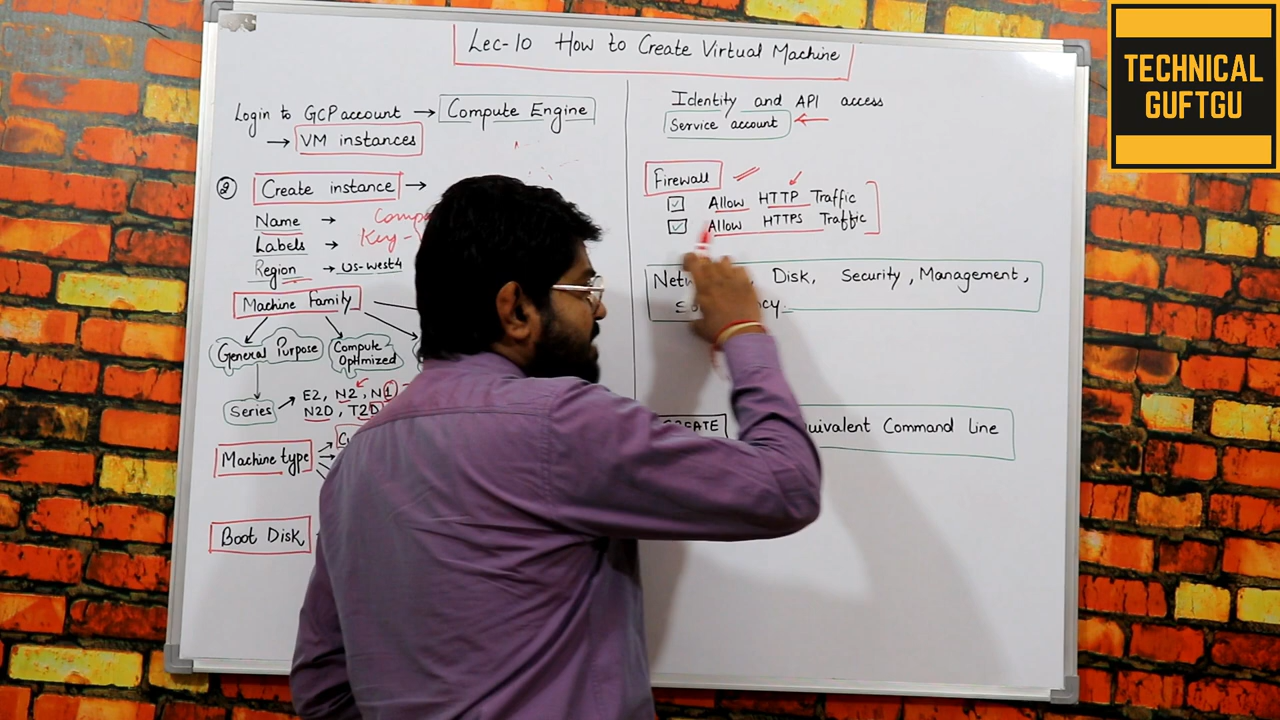 Lec-10 How to Create Virtual Machine
Login to GCP account → Compute Engine
→ VM instances
② Create instance →
Name →
Labels →
Region → us-west4
Machine Family
General Purpose
Compute Optimized
Series → E2, N2, N1
N2D, T2D
Machine type
Boot Disk
Identity and API access
Service account
Firewall
Allow HTTP Traffic
Allow HTTPS Traffic
Disk, Security, Management,
Command Line
TECHNICAL
GUFTGU